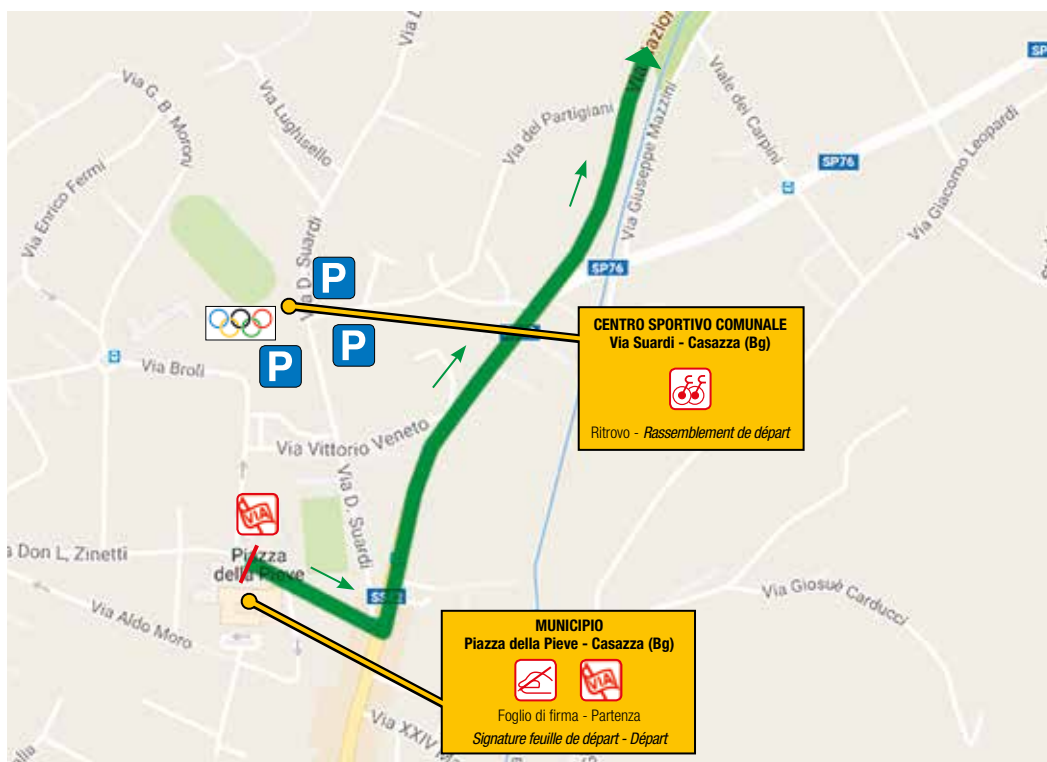 Via G. B. Moroni
Via Lughisello
Via Enrico Fermi
Via dei Partigiani
Via Giuseppe Mazzini
Viale dei Carpini
SP76
Via Giacomo Leopardi
Via D. Suardi
SP76
P
P
P
CENTRO SPORTIVO COMUNALE
Via Suardi - Casazza (Bg)
Ritrovo - Rassemblement de départ
Via Broli
Via Vittorio Veneto
Via D. Suardi
VIA
Don L. Zinetti
Piazza
della Pieve
Via Aldo Moro
Via Giosuè Carducci
MUNICIPIO
Piazza della Pieve - Casazza (Bg)
VIA
Foglio di firma - Partenza
Signature feuille de départ - Départ
Via XXIV